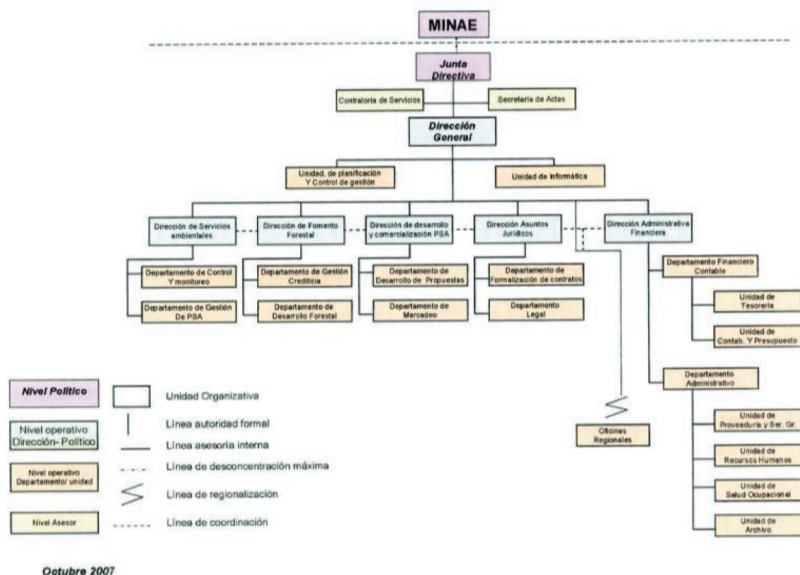 MINAE
Junta
Directiva
Contraloría de Servicios
Secretaría de Actas
Dirección
General
Unidad. de planificación
Y Control de gestión
Unidad de Informática
Dirección de Servicios
ambientales
Dirección de Fomento
Forestal
Dirección de desarrollo
y comercialización PSA
Dirección Asuntos
Jurídicos
Dirección Administrativa
Financiera
Departamento de Control
Y monitoreo
Departamento de Gestión
De PSA
Departamento de Gestión
Crediticia
Departamento de
Desarrollo Forestal
Departamento de
Desarrollo de Propuestas
Departamento de
Mercadeo
Departamento de
Formalización de contratos
Departamento
Legal
Oficinas
Regionales
Departamento Financiero
Contable
Unidad de
Tesorería
Unidad de
Contab. Y Presupuesto
Departamento
Administrativo
Unidad de
Proveeduría y Ser. Gr.
Unidad de
Recursos Humanos
Unidad de
Salud Ocupacional
Unidad de
Archivo
Nivel Político
Unidad Organizativa
Nivel operativo
Dirección- Político
Línea autoridad formal
Línea asesoría interna
Línea de desconcentración máxima
Nivel operativo
Departamento/ unidad
Línea de regionalización
Nivel Asesor
Línea de coordinación
Octubre 2007